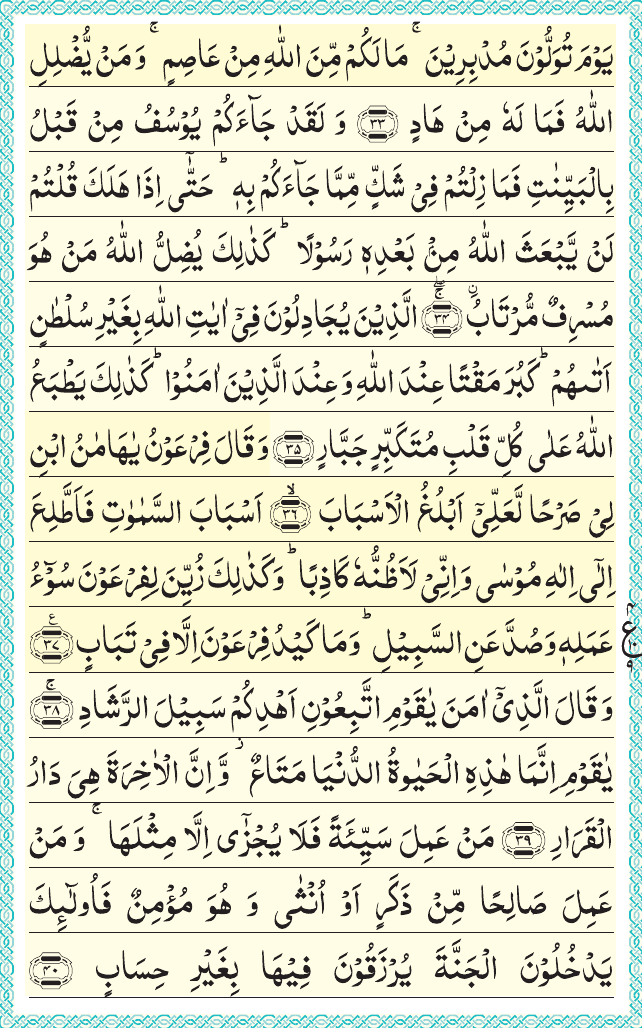 يَوْمَ تُوَلُّوْنَ مُدْبِرِيْنَ ۚ مَا لَكُمْ مِّنَ اللّٰهِ مِنْ عَاصِمٍ ۚ وَ مَنْ يُّضْلِلِ
اللّٰهُ فَمَا لَهٗ مِنْ هَادٍ ﴿۳۳﴾ وَ لَقَدْ جَآءَكُمْ يُوْسُفُ مِنْ قَبْلُ
بِالْبَيِّنٰتِ فَمَا زِلْتُمْ فِيْ شَكٍّ مِّمَّا جَآءَكُمْ بِهٖ ؕ حَتّٰۤى اِذَا هَلَكَ قُلْتُمْ
لَنْ يَّبْعَثَ اللّٰهُ مِنْۢ بَعْدِهٖ رَسُوْلًا ؕ كَذٰلِكَ يُضِلُّ اللّٰهُ مَنْ هُوَ
مُسْرِفٌ مُّرْتَابُ ۣۚۖ ﴿۳۴﴾ الَّذِيْنَ يُجَادِلُوْنَ فِيْۤ اٰيٰتِ اللّٰهِ بِغَيْرِ سُلْطٰنٍ
اَتٰىهُمْ ؕ كَبُرَ مَقْتًا عِنْدَ اللّٰهِ وَ عِنْدَ الَّذِيْنَ اٰمَنُوْا ؕ كَذٰلِكَ يَطْبَعُ
اللّٰهُ عَلٰى كُلِّ قَلْبِ مُتَكَبِّرٍ جَبَّارٍ ﴿۳۵﴾ وَ قَالَ فِرْعَوْنُ يٰهَامٰنُ ابْنِ
لِيْ صَرْحًا لَّعَلِّيْۤ اَبْلُغُ الْاَسْبَابَ ۙ ﴿۳۶﴾ اَسْبَابَ السَّمٰوٰتِ فَاَطَّلِعَ
اِلٰۤى اِلٰهِ مُوْسٰى وَ اِنِّيْ لَاَظُنُّهٗ كَاذِبًا ؕ وَ كَذٰلِكَ زُيِّنَ لِفِرْعَوْنَ سُوْٓءُ
عَمَلِهٖ وَ صُدَّ عَنِ السَّبِيْلِ ؕ وَ مَا كَيْدُ فِرْعَوْنَ اِلَّا فِيْ تَبَابٍ ﴿۳۷﴾ ع
وَ قَالَ الَّذِيْۤ اٰمَنَ يٰقَوْمِ اتَّبِعُوْنِ اَهْدِكُمْ سَبِيْلَ الرَّشَادِ ۚ ﴿۳۸﴾
يٰقَوْمِ اِنَّمَا هٰذِهِ الْحَيٰوةُ الدُّنْيَا مَتَاعٌ ؗ وَّ اِنَّ الْاٰخِرَةَ هِيَ دَارُ
الْقَرَارِ ﴿۳۹﴾ مَنْ عَمِلَ سَيِّئَةً فَلَا يُجْزٰۤى اِلَّا مِثْلَهَا ۚ وَ مَنْ
عَمِلَ صَالِحًا مِّنْ ذَكَرٍ اَوْ اُنْثٰى وَ هُوَ مُؤْمِنٌ فَاُولٰٓئِكَ
يَدْخُلُوْنَ الْجَنَّةَ يُرْزَقُوْنَ فِيْهَا بِغَيْرِ حِسَابٍ ﴿۴۰﴾